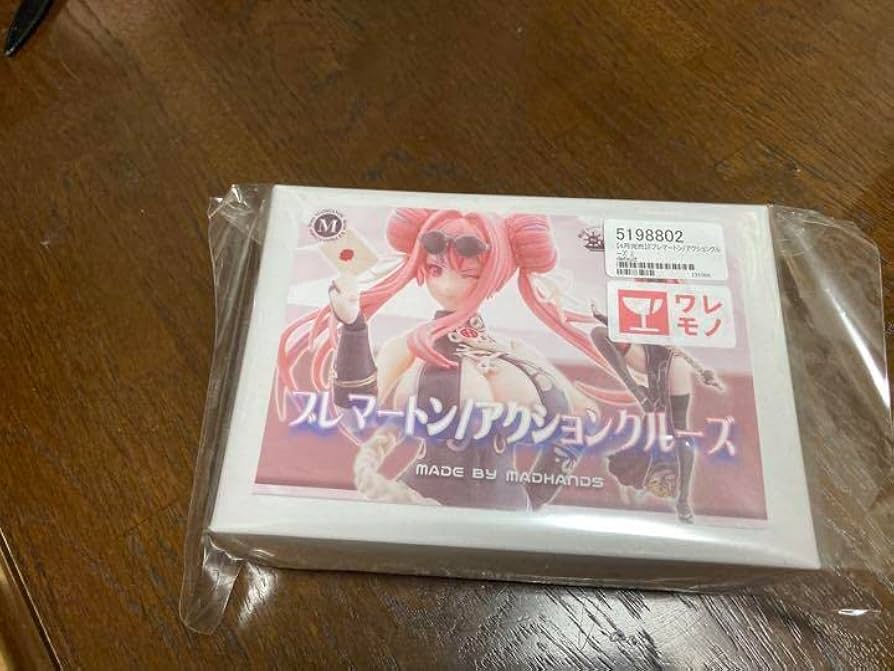 M
5198802
ワレ
モノ
ブレマートン/アクションクルーズ
MADE BY MADHANDS